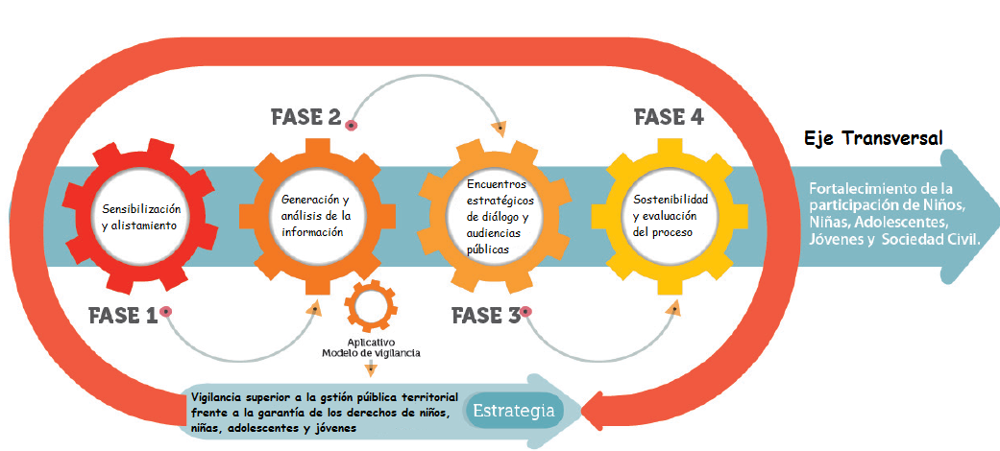 FASE 2
FASE 4
Eje Transversal
Sensibilización
y alistamiento
Generación y
análisis de la
información
Encuentros
estratégicos
de diálogo y
audiencias
públicas
Sostenibilidad
y evaluación
del proceso
Fortalecimiento de la
participación de Niños,
Niñas, Adolescentes,
Jóvenes y Sociedad Civil.
FASE 1
FASE 3
Aplicativo
Modelo de vigilancia
Vigilancia superior a la gstión púiblica territorial
frente a la garantía de los derechos de niños,
niñas, adolescentes y jóvenes
Estrategia